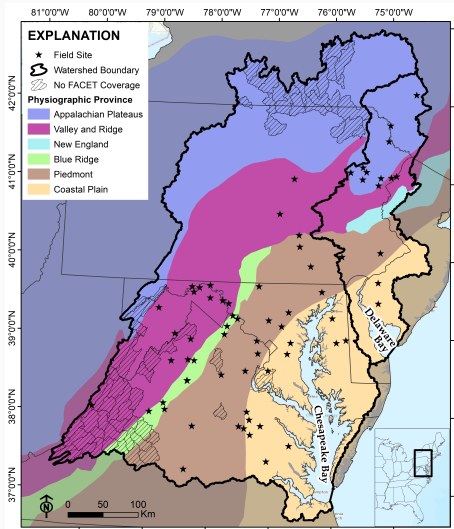 81°0'0"W 80°0'0"W 79°0'0"W 78°0'0"W 77°0'0"W 76°0'0"W 75°0'0"W
EXPLANATION
Field Site
Watershed Boundary
No FACET Coverage
Physiographic Province
Appalachian Plateaus
Valley and Ridge
New England
Blue Ridge
Piedmont
Coastal Plain
42°0'0"N
41°0'0"N
40°0'0"N
39°0'0"N
38°0'0"N
37°0'0"N
Delaware
Bay
Chesapeake Bay
N
0 50 100
Km